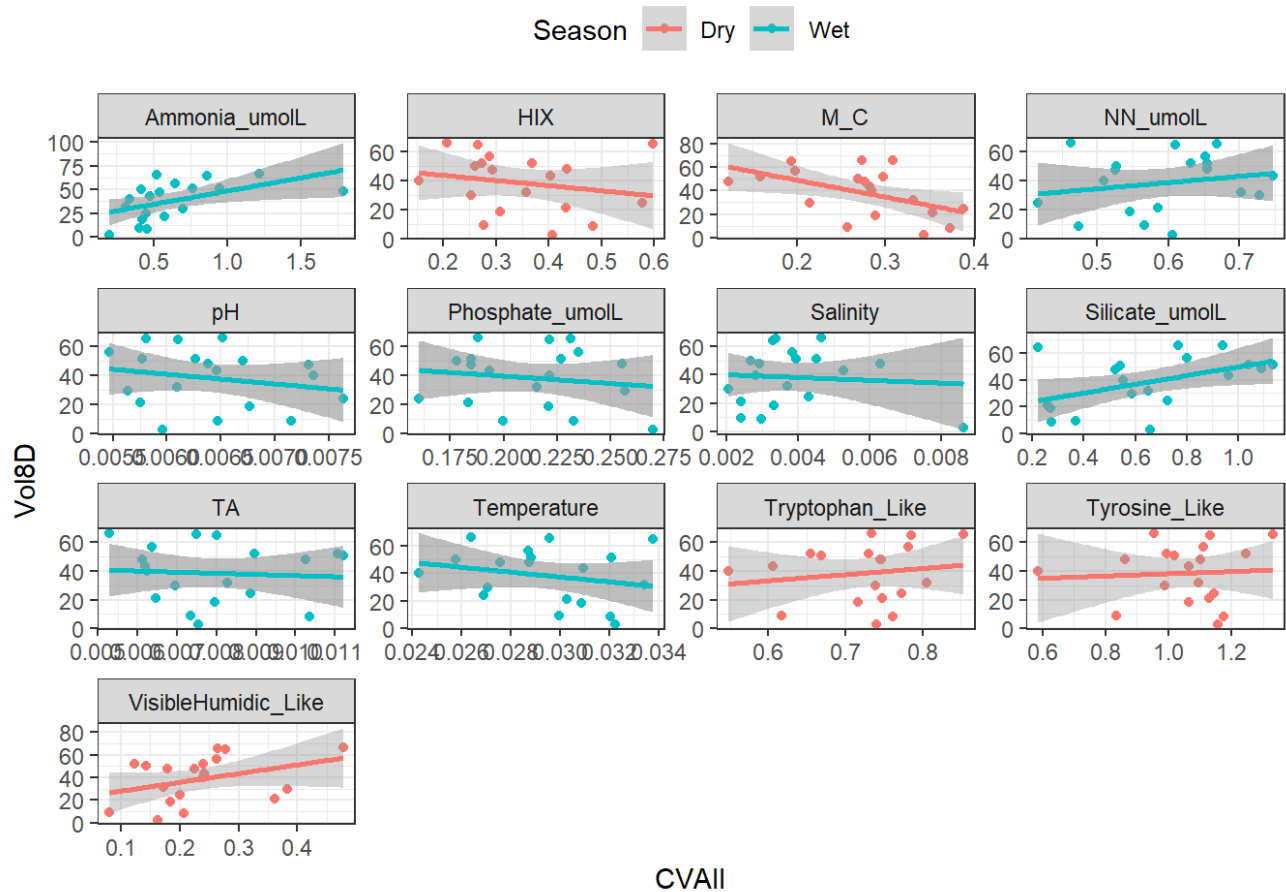 Season Dry Wet
Ammonia_umolL HIX M_C NN_umolL
100 75 50 25 0 60 40 20 0 80 60 40 20 0 60 40 20 0
0.5 1.0 1.5 0.2 0.3 0.4 0.5 0.6 0.2 0.3 0.4 0.5 0.6 0.7
pH Phosphate_umolL Salinity Silicate_umolL
60 40 20 0 60 40 20 0 60 40 20 0 60 40 20 0
0.0055 0.0060 0.0065 0.0070 0.0075 0.175 0.200 0.225 0.250 0.275 0.002 0.004 0.006 0.008 0.2 0.4 0.6 0.8 1.0
TA Temperature Tryptophan_Like Tyrosine_Like
60 40 20 0 60 40 20 0 60 40 20 0 60 40 20 0
0.005 0.006 0.007 0.008 0.009 0.010 0.011 0.024 0.026 0.028 0.030 0.032 0.034 0.6 0.7 0.8 0.6 0.8 1.0 1.2
VisibleHumidic_Like
80 60 40 20 0
0.1 0.2 0.3 0.4
Vol8D
CVAll